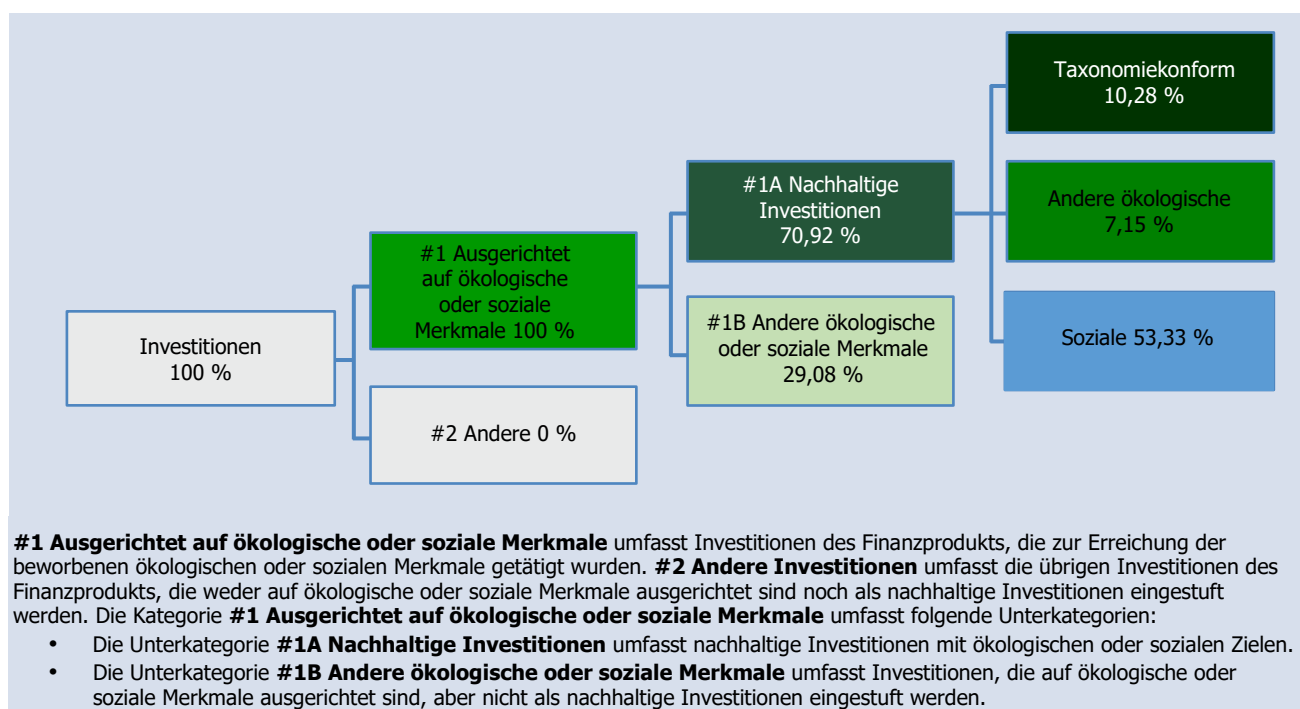 Investitionen
100 %
#1 Ausgerichtet
auf ökologische
oder soziale
Merkmale 100 %
#2 Andere 0 %
#1A Nachhaltige
Investitionen
70,92 %
#1B Andere ökologische
oder soziale Merkmale
29,08 %
Taxonomiekonform
10,28 %
Andere ökologische
7,15 %
Soziale 53,33 %
#1 Ausgerichtet auf ökologische oder soziale Merkmale umfasst Investitionen des Finanzprodukts, die zur Erreichung der
beworbenen ökologischen oder sozialen Merkmale getätigt wurden. #2 Andere Investitionen umfasst die übrigen Investitionen des
Finanzprodukts, die weder auf ökologische oder soziale Merkmale ausgerichtet sind noch als nachhaltige Investitionen eingestuft
werden. Die Kategorie #1 Ausgerichtet auf ökologische oder soziale Merkmale umfasst folgende Unterkategorien:
• Die Unterkategorie #1A Nachhaltige Investitionen umfasst nachhaltige Investitionen mit ökologischen oder sozialen Zielen.
• Die Unterkategorie #1B Andere ökologische oder soziale Merkmale umfasst Investitionen, die auf ökologische oder
soziale Merkmale ausgerichtet sind, aber nicht als nachhaltige Investitionen eingestuft werden.